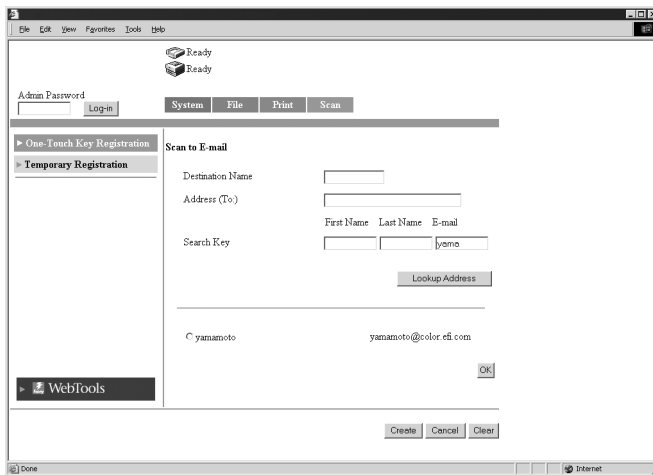 File Edit View Favorites Tools Help
Ready
Ready
Admin Password
Log-in
System File Print Scan
One-Touch Key Registration
Temporary Registration
Scan to E-mail
Destination Name
Address (To:)
First Name Last Name E-mail
Search Key
yama
Lookup Address
yamamoto yamamoto@color.efi.com
OK
WebTools
Create Cancel Clear
Done Internet